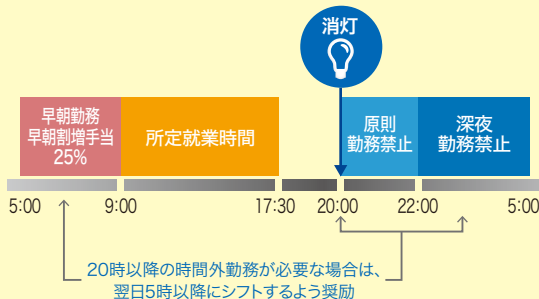 消灯
早朝勤務
早朝割増手当
25%
所定就業時間
原則
勤務禁止
深夜
勤務禁止
5:00 9:00 17:30 20:00 22:00 5:00
20時以降の時間外勤務が必要な場合は、
翌日5時以降にシフトするよう奨励